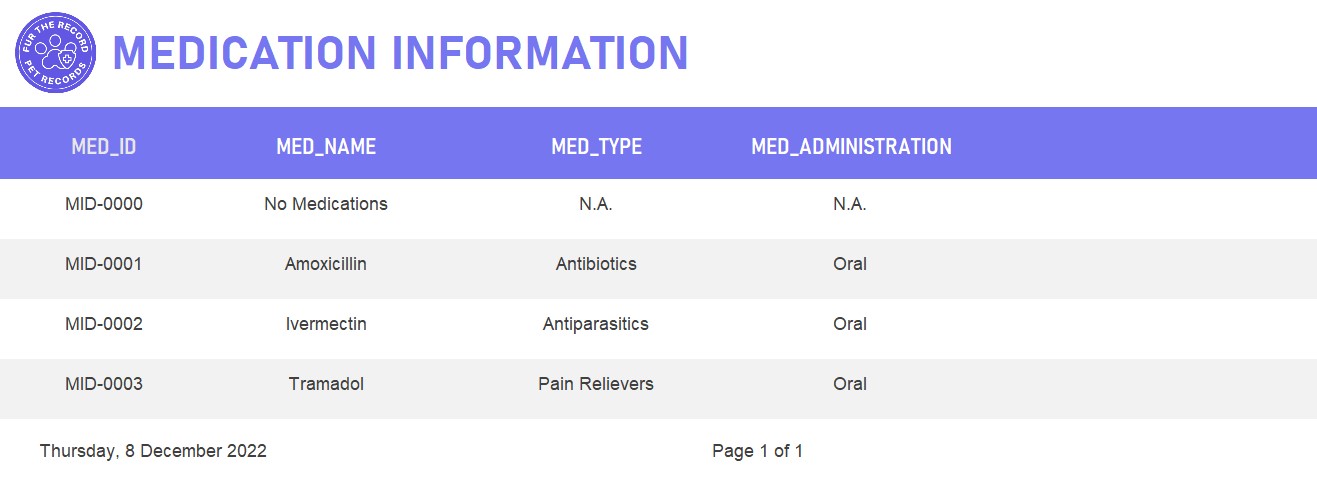 FUR THE RECORD
PET RECORDS
MEDICATION INFORMATION
MED_ID MED_NAME MED_TYPE MED_ADMINISTRATION
MID-0000 No Medications N.A. N.A.
MID-0001 Amoxicillin Antibiotics Oral
MID-0002 Ivermectin Antiparasitics Oral
MID-0003 Tramadol Pain Relievers Oral
Thursday, 8 December 2022 Page 1 of 1